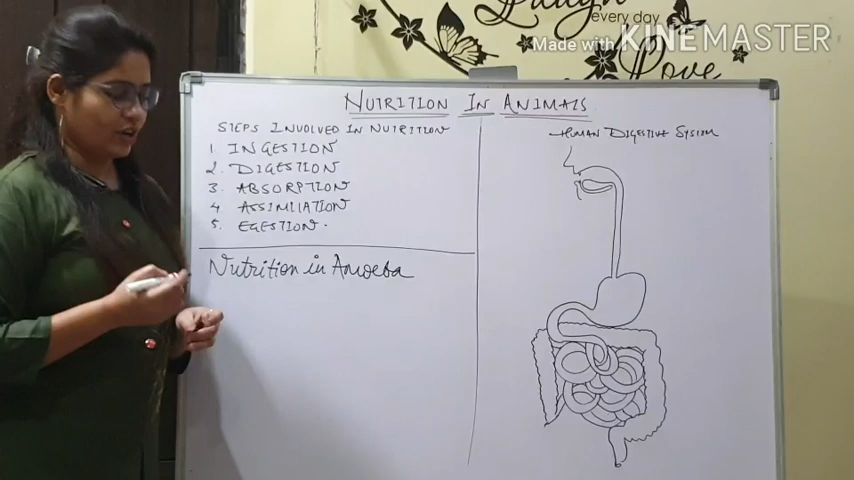 every day
Made with KINEMASTER
Love
NUTRITION IN ANIMALS
STEPS INVOLVED IN NUTRITION
1. INGESTION
2. DIGESTION
3. ABSORPTION
4 ASSIMILATION
5. EGESTION.
Nutrition in Amoeba
HUMAN DIGESTIVE SYSTEM